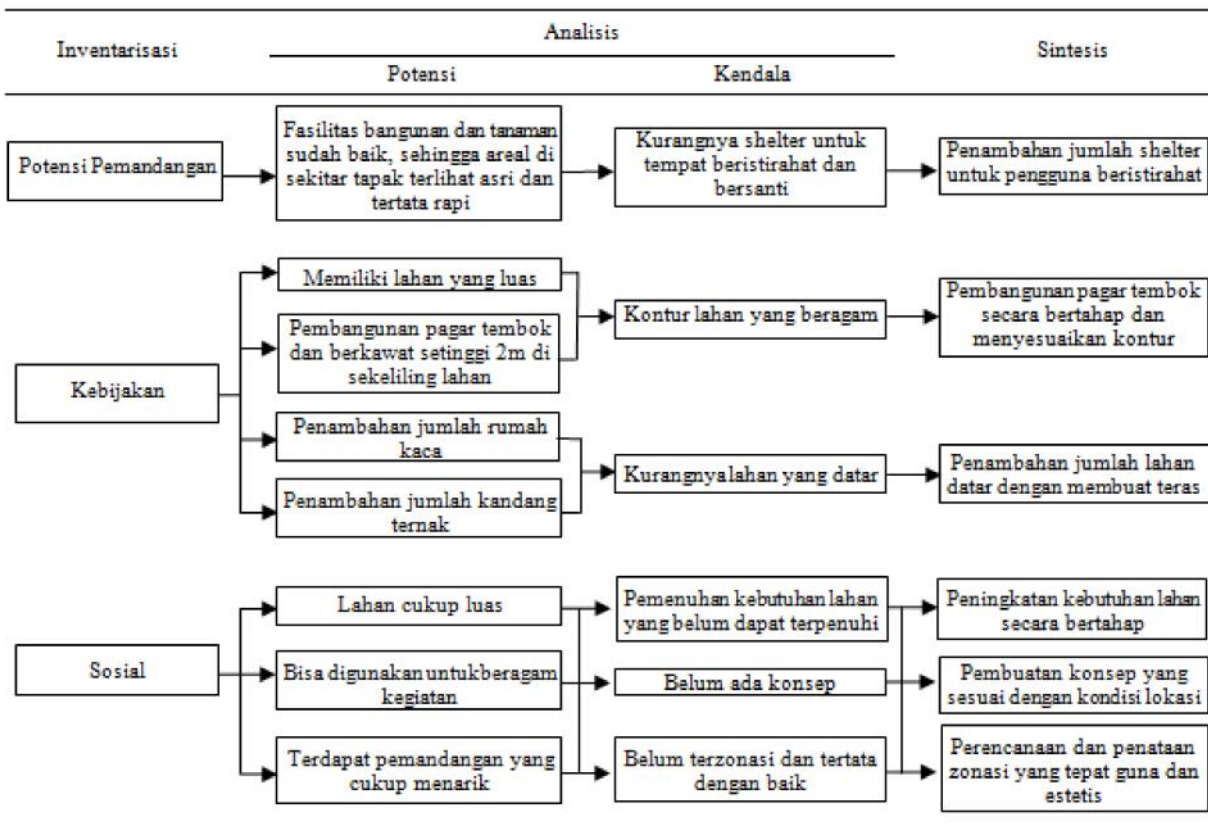 Inventarisasi
Analisis
Potensi
Kendala
Sintesis
Potensi Pemandangan
Fasilitas bangunan dan tanaman
sudah baik, sehingga areal di
sekitar tapak terlihat asri dan
tertata rapi
Kurangnya shelter untuk
tempat beristirahat dan
bersanti
Penambahan jumlah shelter
untuk pengguna beristirahat
Kebijakan
Memiliki lahan yang luas
Pembangunan pagar tembok
dan berkawat setinggi 2m di
sekeliling lahan
Kontur lahan yang beragam
Pembangunan pagar tembok
secara bertahap dan
menyesuaikan kontur
Penambahan jumlah rumah
kaca
Penambahan jumlah kandang
ternak
Kurangnya lahan yang datar
Penambahan jumlah lahan
datar dengan membuat teras
Sosial
Lahan cukup luas
Pemenuhan kebutuhan lahan
yang belum dapat terpenuhi
Peningkatan kebutuhan lahan
secara bertahap
Bisa digunakan untuk beragam
kegiatan
Belum ada konsep
Pembuatan konsep yang
sesuai dengan kondisi lokasi
Terdapat pemandangan yang
cukup menarik
Belum terzonasi dan tertata
dengan baik
Perencanaan dan penataan
zonasi yang tepat guna dan
estetis